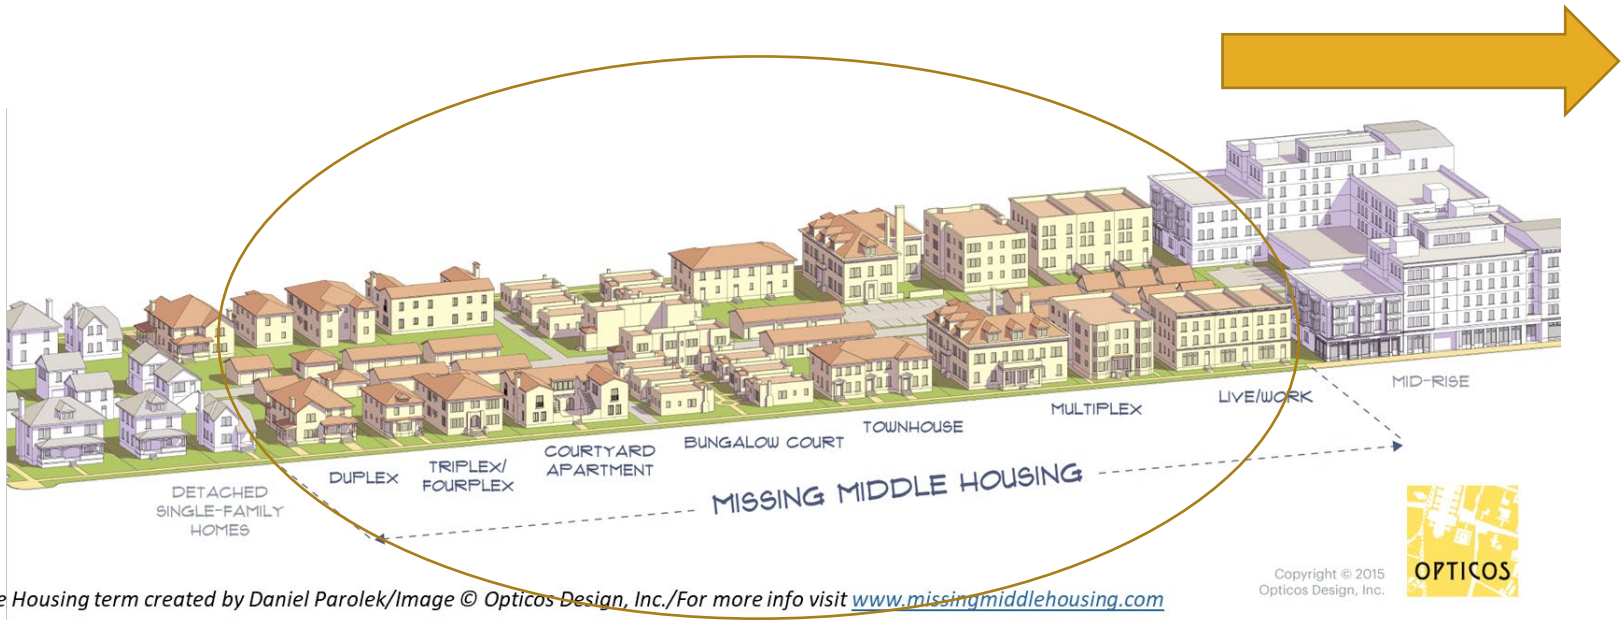 DETACHED
SINGLE-FAMILY
HOMES
DUPLEX
TRIPLEX/
FOURPLEX
COURTYARD
APARTMENT
BUNGALOW COURT
TOWNHOUSE
MULTIPLEX
LIVE/WORK
MID-RISE
MISSING MIDDLE HOUSING
OPTICOS
Copyright © 2015
Opticos Design, Inc.
e Housing term created by Daniel Parolek/Image © Opticos Design, Inc./For more info visit www.missingmiddlehousing.com